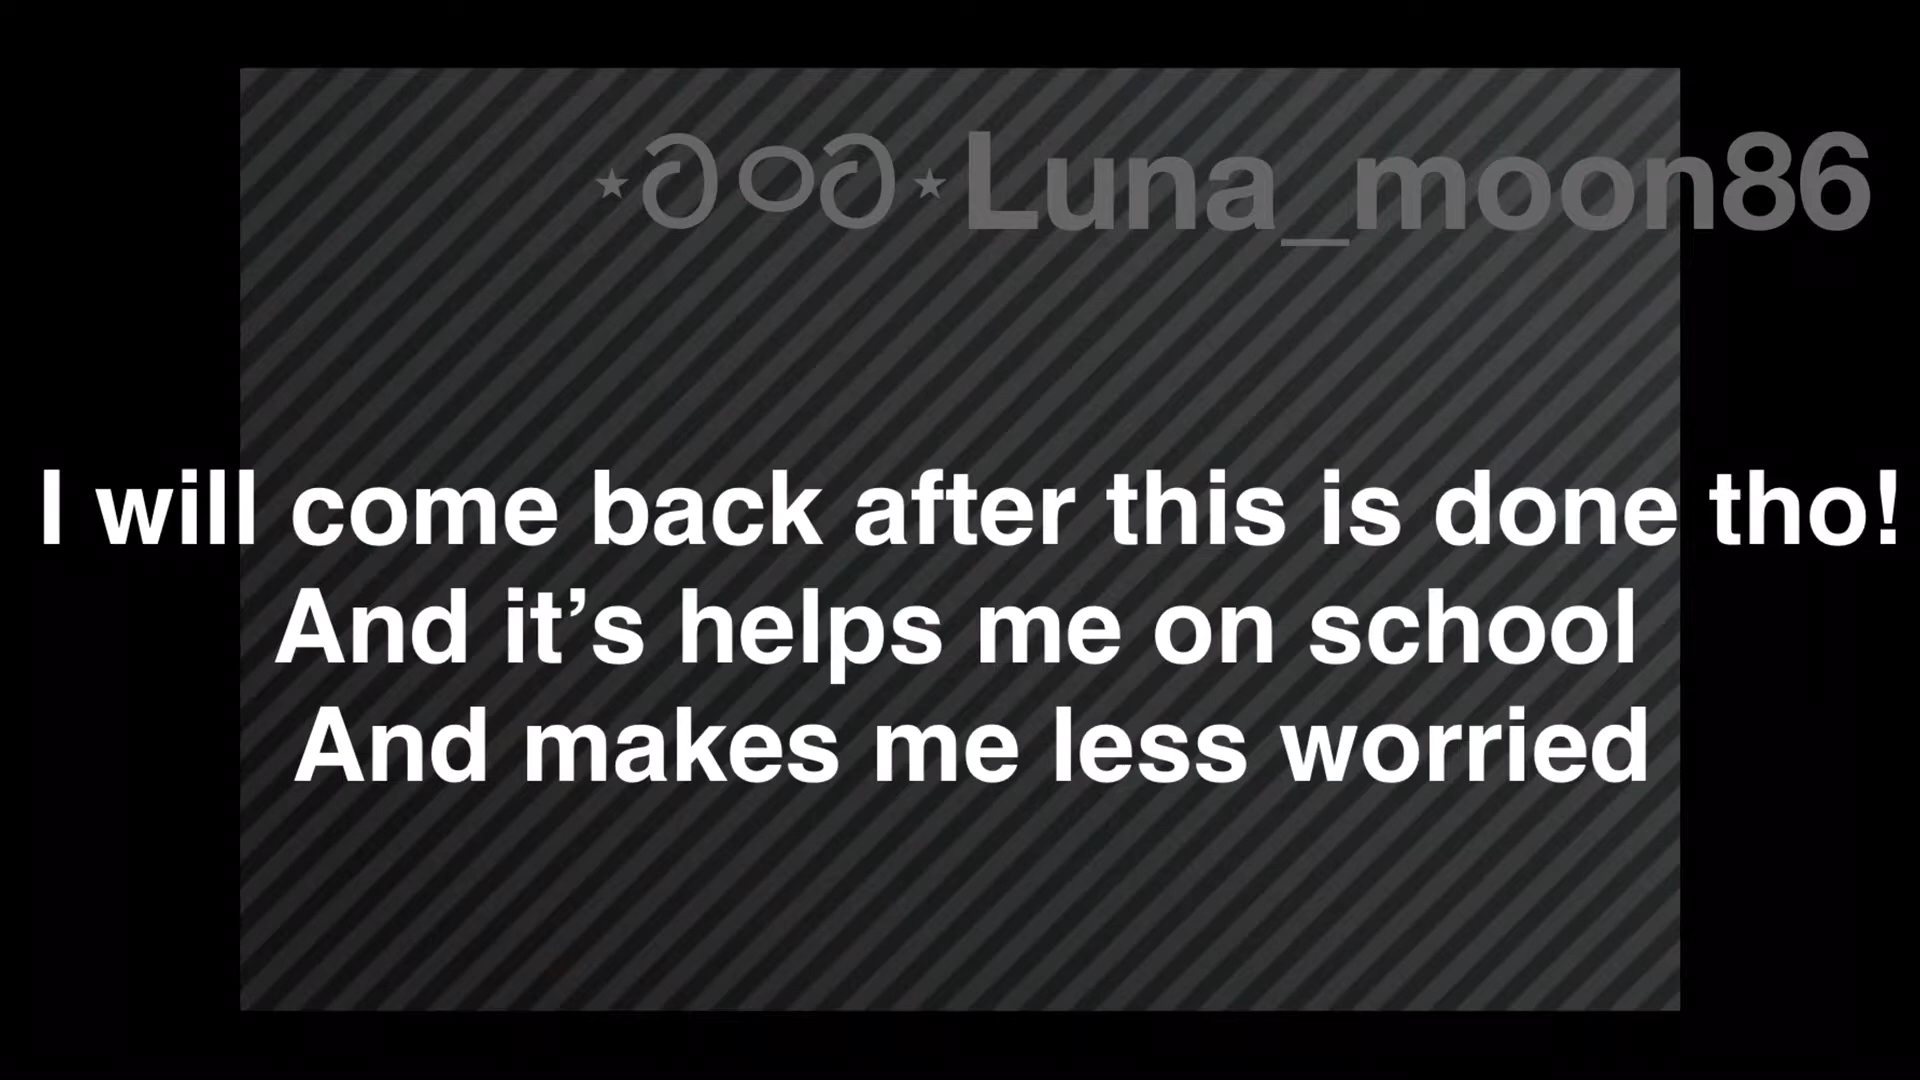 ⋆Ꭷ೦Ꭷ⋆Luna_moon86
I will come back after this is done tho!
And it’s helps me on school
And makes me less worried